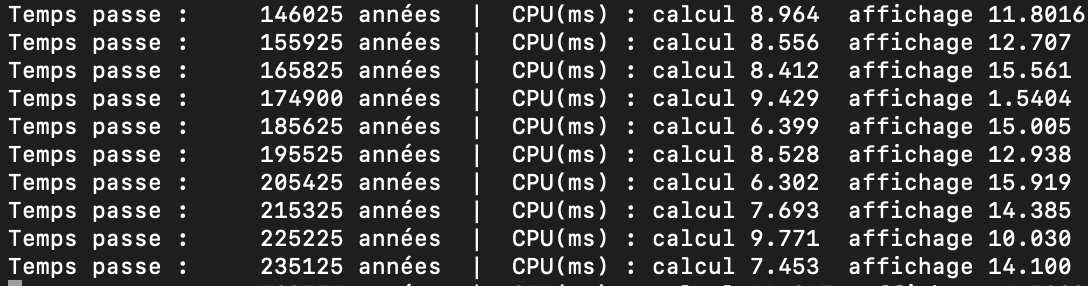 Temps passe :     146025 années  |  CPU(ms) : calcul 8.964  affichage 11.8016
Temps passe :     155925 années  |  CPU(ms) : calcul 8.556  affichage 12.707
Temps passe :     165825 années  |  CPU(ms) : calcul 8.412  affichage 15.561
Temps passe :     174900 années  |  CPU(ms) : calcul 9.429  affichage 1.5404
Temps passe :     185625 années  |  CPU(ms) : calcul 6.399  affichage 15.005
Temps passe :     195525 années  |  CPU(ms) : calcul 8.528  affichage 12.938
Temps passe :     205425 années  |  CPU(ms) : calcul 6.302  affichage 15.919
Temps passe :     215325 années  |  CPU(ms) : calcul 7.693  affichage 14.385
Temps passe :     225225 années  |  CPU(ms) : calcul 9.771  affichage 10.030
Temps passe :     235125 années  |  CPU(ms) : calcul 7.453  affichage 14.100